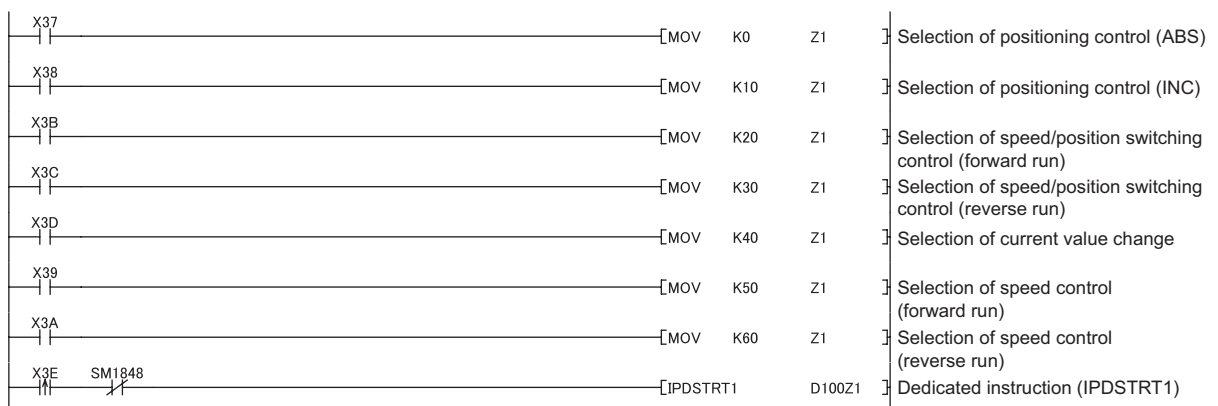 X37
MOV K0 Z1 Selection of positioning control (ABS)
X38
MOV K10 Z1 Selection of positioning control (INC)
X3B
MOV K20 Z1 Selection of speed/position switching
control (forward run)
X3C
MOV K30 Z1 Selection of speed/position switching
control (reverse run)
X3D
MOV K40 Z1 Selection of current value change
X39
MOV K50 Z1 Selection of speed control
(forward run)
X3A
MOV K60 Z1 Selection of speed control
(reverse run)
X3E SM1848
IPDSTRT1 D100Z1 Dedicated instruction (IPDSTRT1)